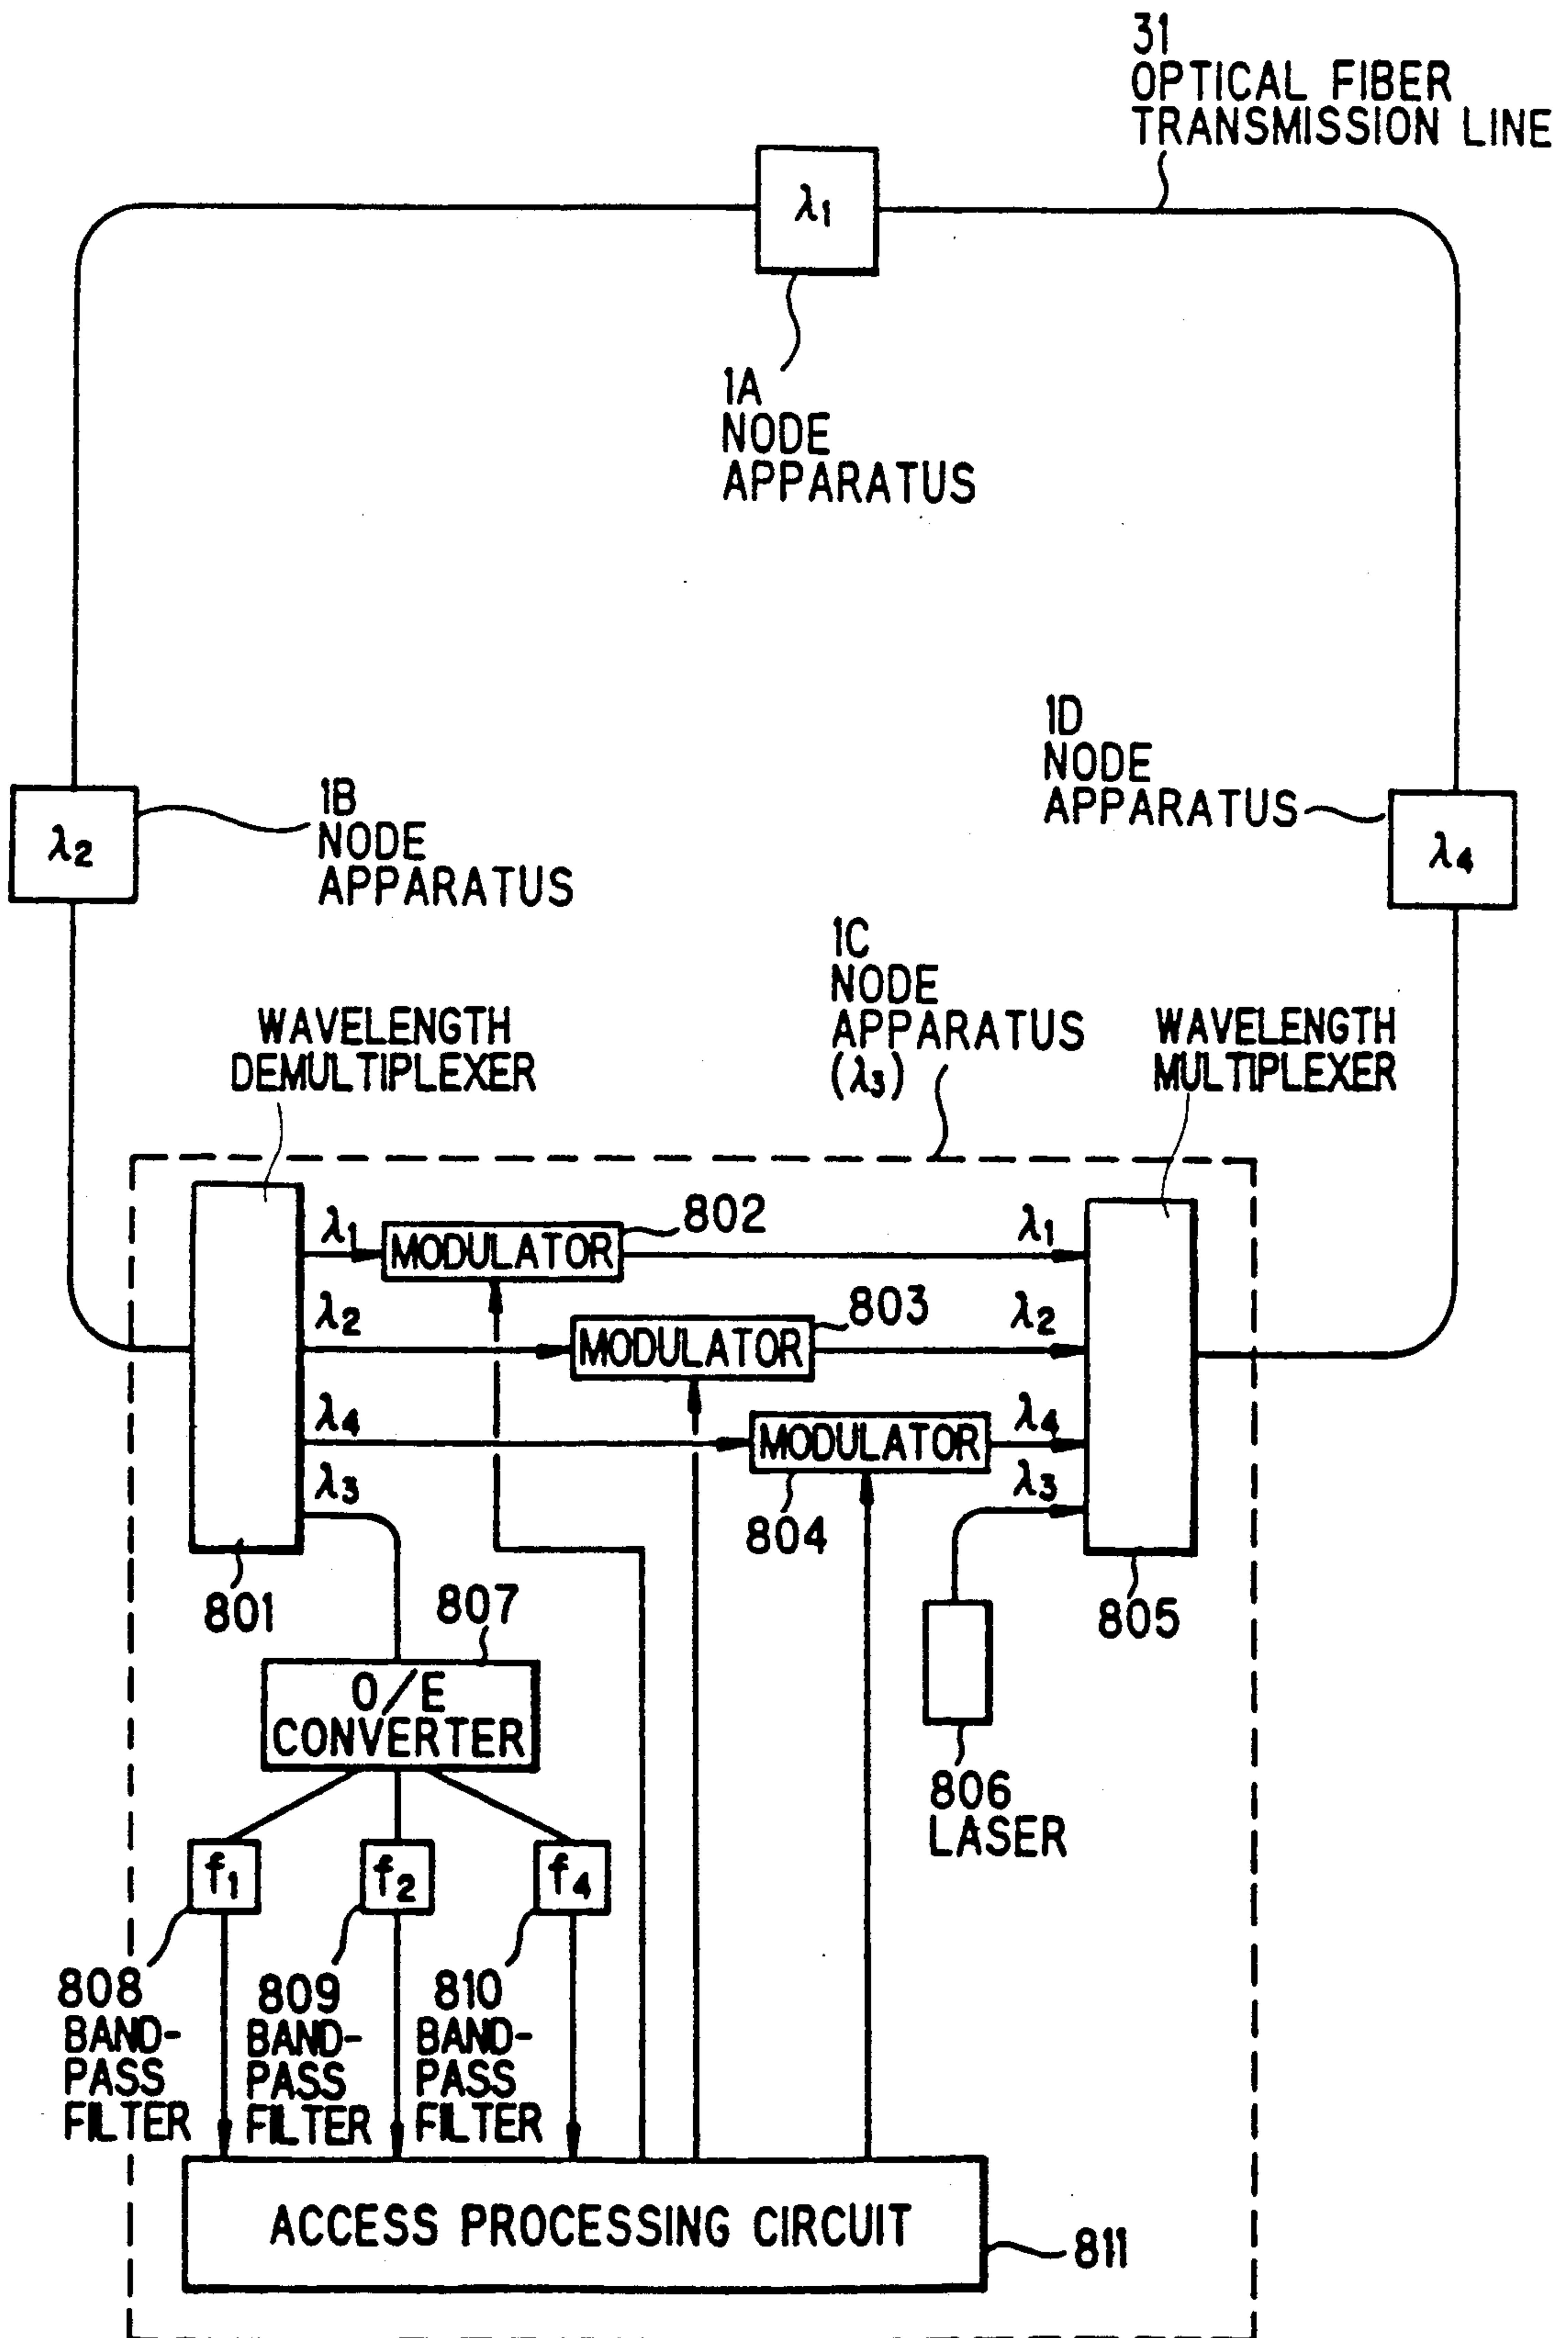 31
OPTICAL FIBER
TRANSMISSION LINE
λ1
1A
NODE
APPARATUS
λ2
1B
NODE
APPARATUS
1D
NODE
APPARATUS
λ4
1C
NODE
APPARATUS
(λ3)
WAVELENGTH
DEMULTIPLEXER
WAVELENGTH
MULTIPLEXER
λ1
MODULATOR
802
λ1
λ2
MODULATOR
803
λ2
λ4
MODULATOR
804
λ4
λ3
λ3
801
805
807
O/E
CONVERTER
806
LASER
f1
f2
f4
808
BAND-
PASS
FILTER
809
BAND-
PASS
FILTER
810
BAND-
PASS
FILTER
ACCESS PROCESSING CIRCUIT
811